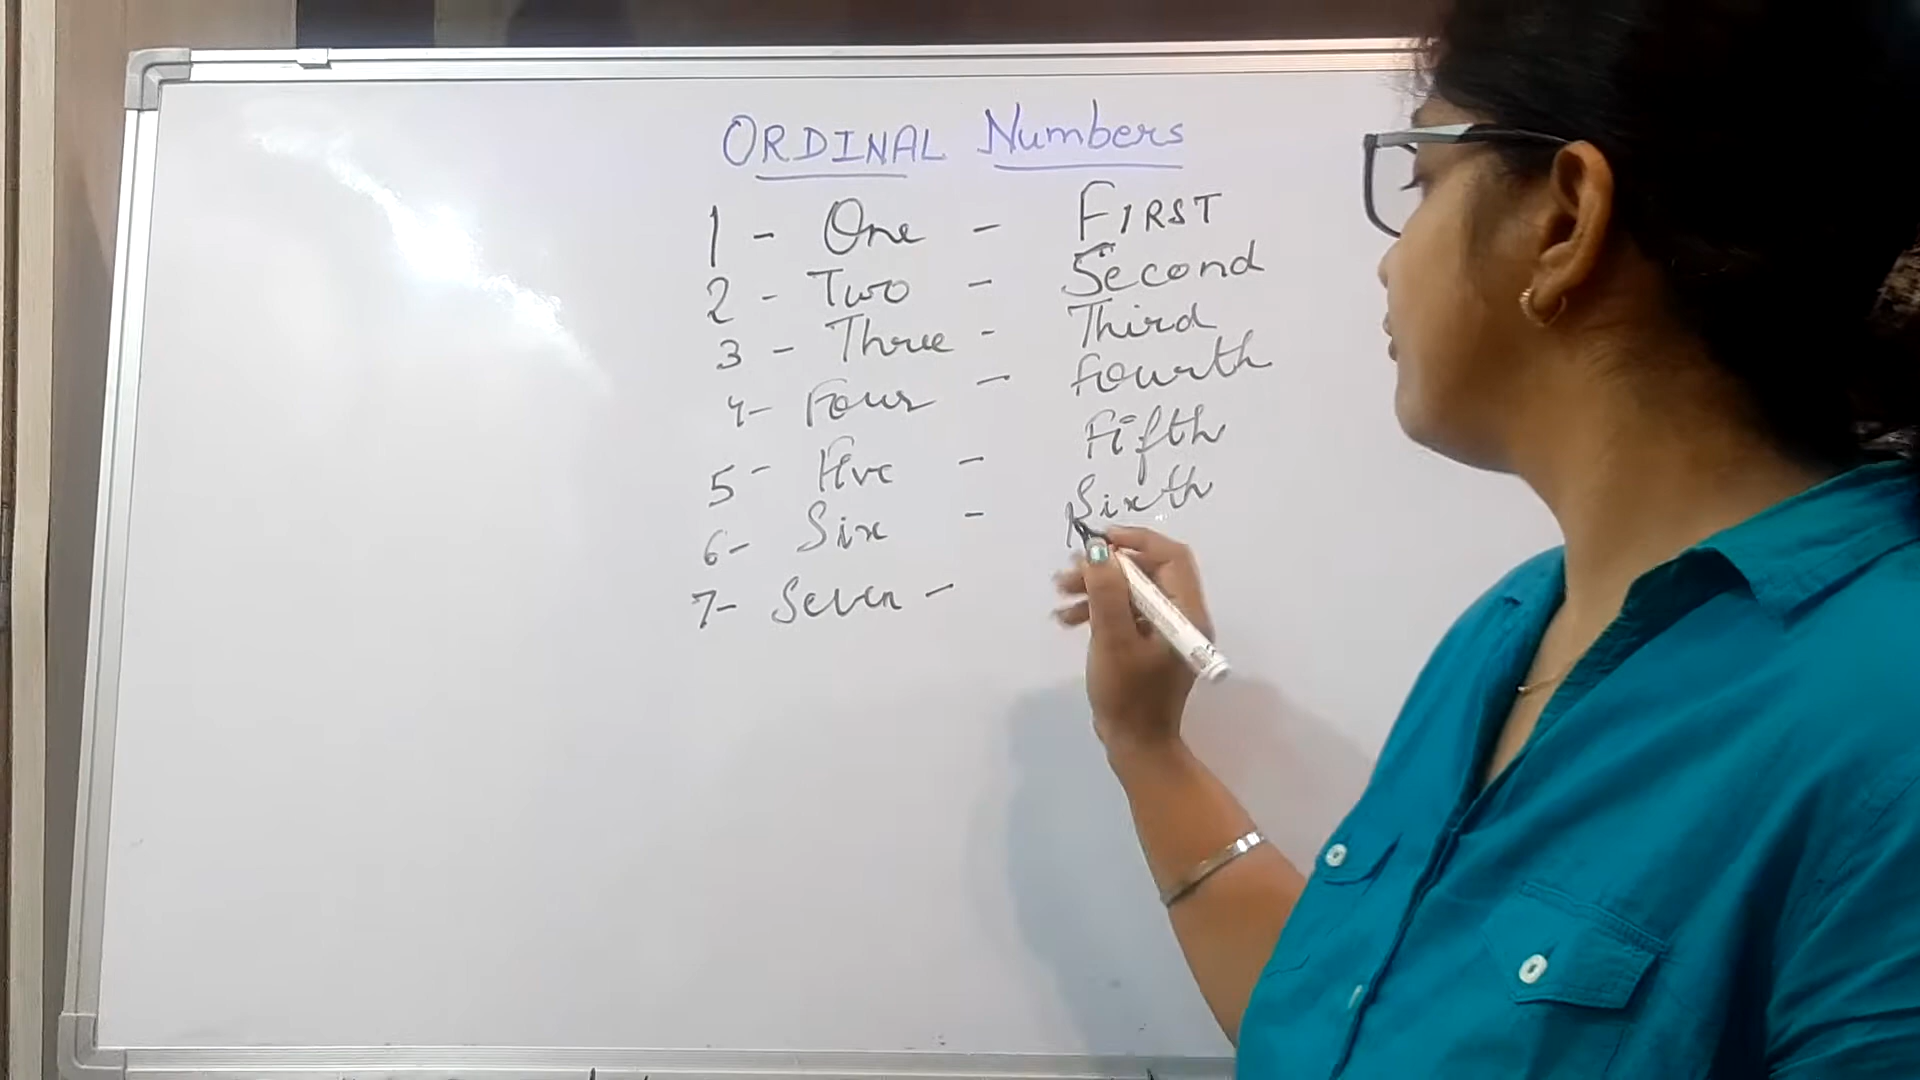 ORDINAL Numbers
1 - One - FIRST
2 - Two - Second
3 - Three - Third
4 - Four - Fourth
5 - Five - Fifth
6 - Six - Sixth
7 - Seven -